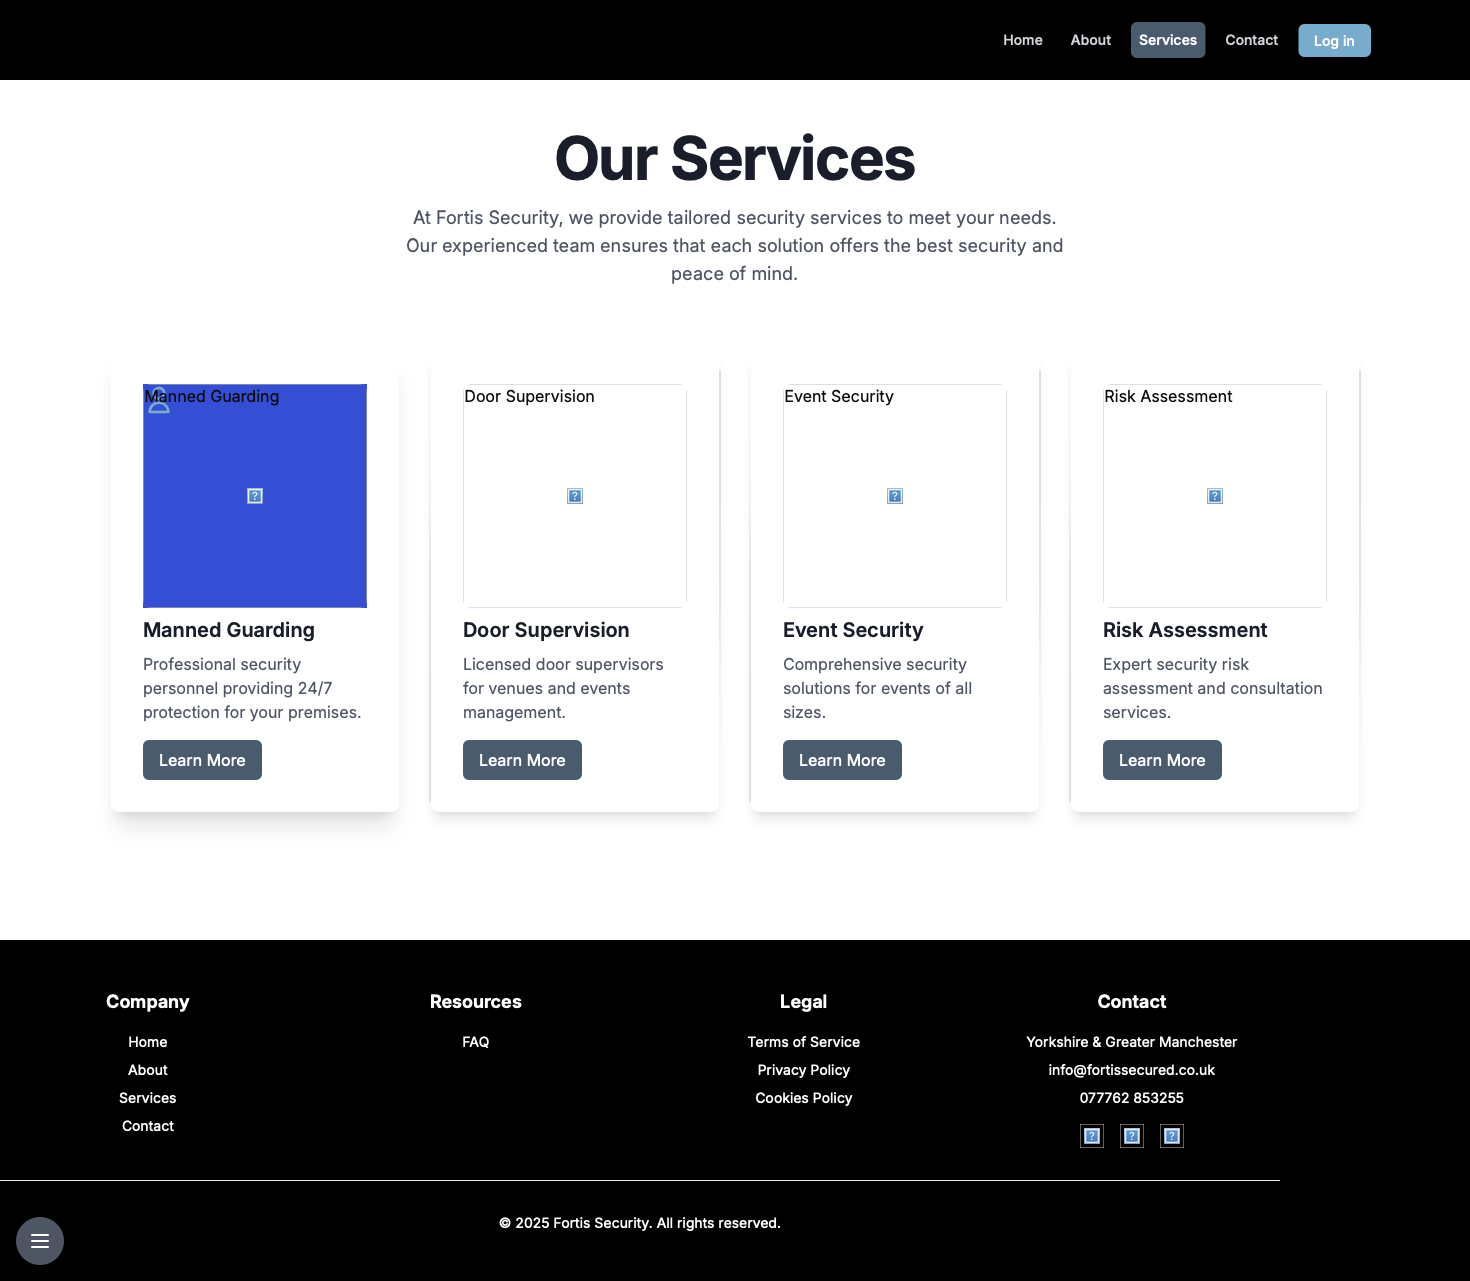 Home About Services Contact Log in
Our Services
At Fortis Security, we provide tailored security services to meet your needs.
Our experienced team ensures that each solution offers the best security and
peace of mind.
Manned Guarding
Manned Guarding
Professional security
personnel providing 24/7
protection for your premises.
Learn More
Door Supervision
Door Supervision
Licensed door supervisors
for venues and events
management.
Learn More
Event Security
Event Security
Comprehensive security
solutions for events of all
sizes.
Learn More
Risk Assessment
Risk Assessment
Expert security risk
assessment and consultation
services.
Learn More
Company
Home
About
Services
Contact
Resources
FAQ
Legal
Terms of Service
Privacy Policy
Cookies Policy
Contact
Yorkshire & Greater Manchester
info@fortissecured.co.uk
077762 853255
© 2025 Fortis Security. All rights reserved.